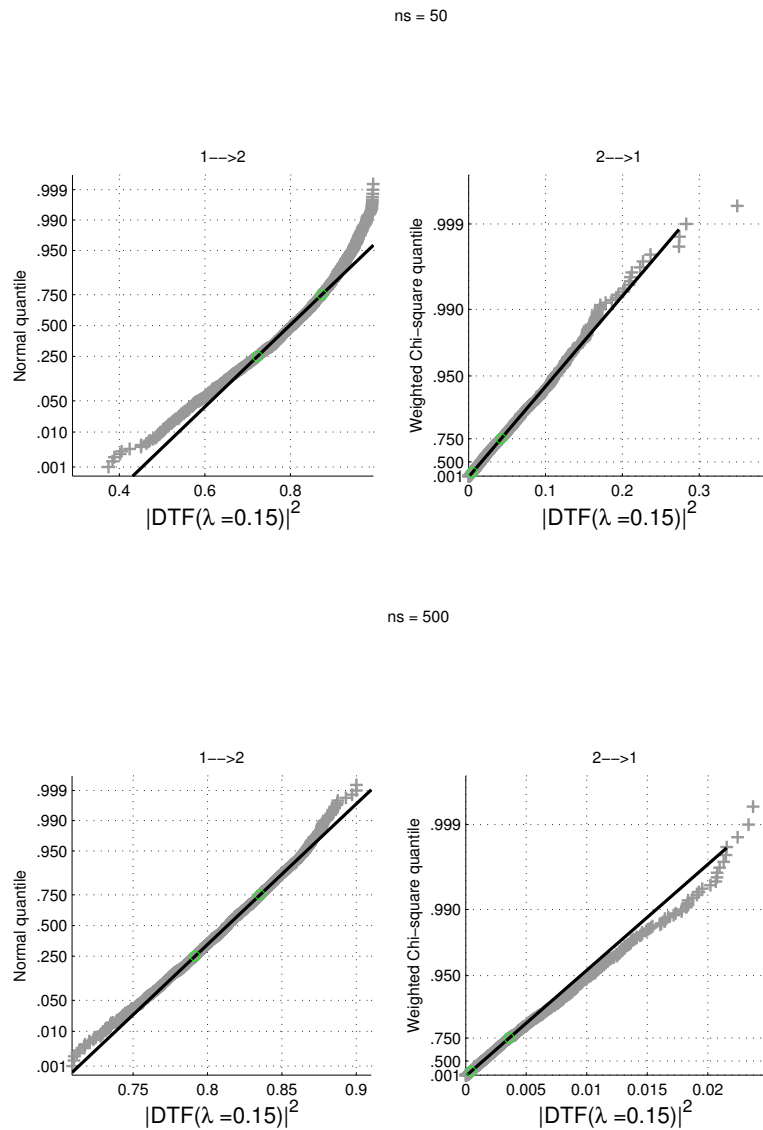 ns = 50
1-->2
Normal quantile
.999
.990
.950
.750
.500
.250
.050
.010
.001
0.4 0.6 0.8
|DTF(λ =0.15)|²
2-->1
Weighted Chi-square quantile
.999
.990
.950
.750
.500
.001
0 0.1 0.2 0.3
|DTF(λ =0.15)|²
ns = 500
1-->2
Normal quantile
.999
.990
.950
.750
.500
.250
.050
.010
.001
0.75 0.8 0.85 0.9
|DTF(λ =0.15)|²
2-->1
Weighted Chi-square quantile
.999
.990
.950
.750
.500
.001
0 0.005 0.01 0.015 0.02
|DTF(λ =0.15)|²